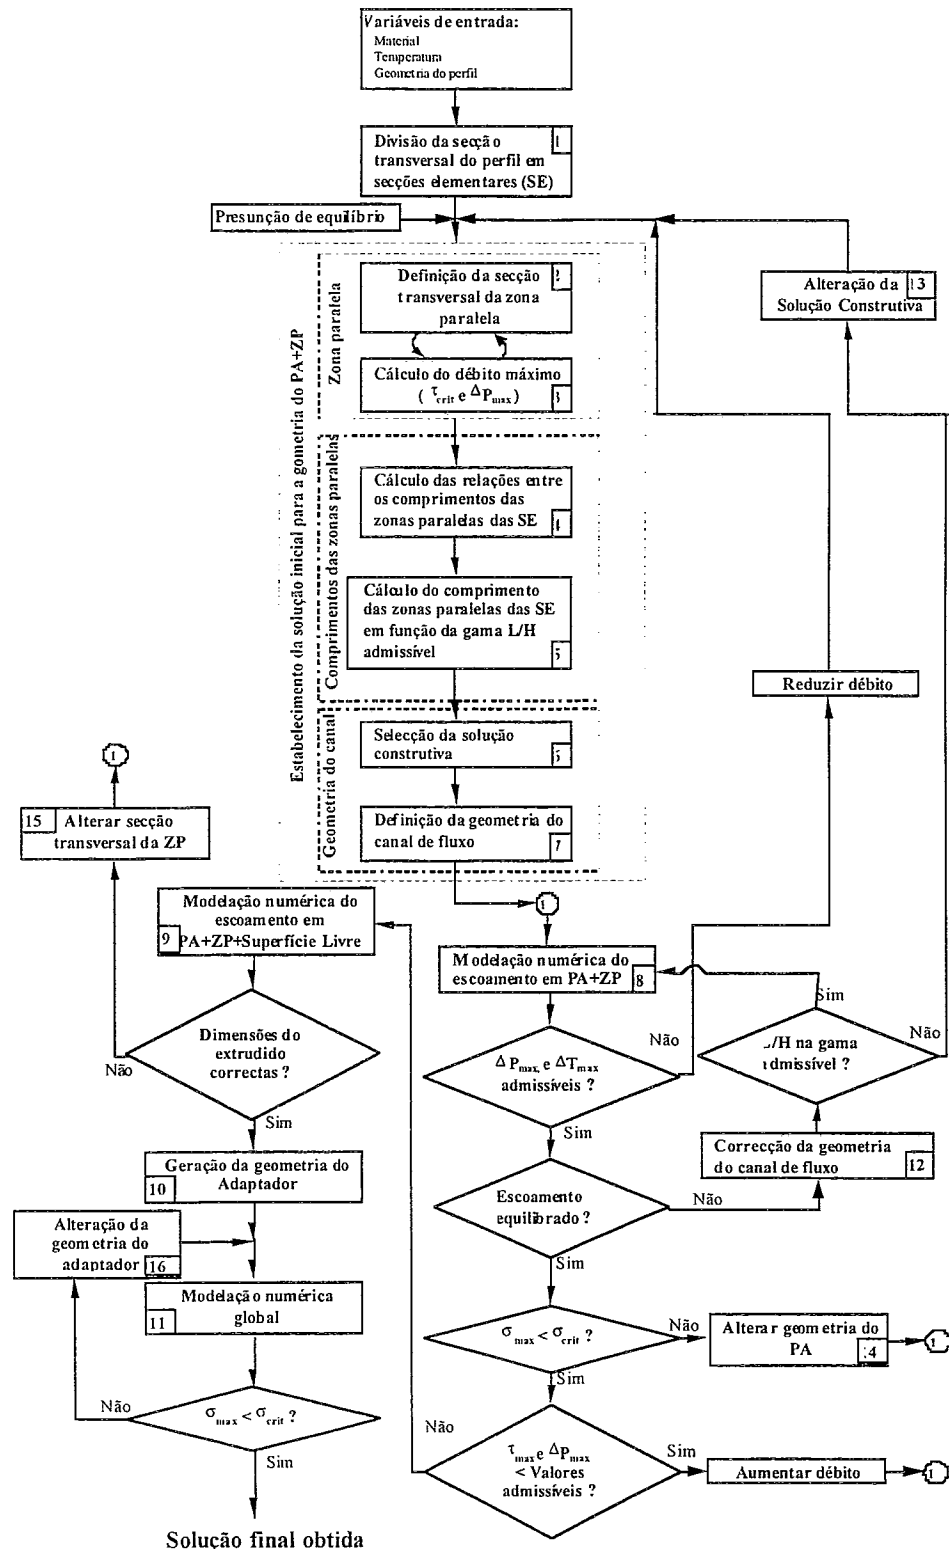 Variáveis de entrada:
Material
Temperatura
Geometria do perfil
Divisão da secção
transversal do perfil em
secções elementares (SE)
1
Presunção de equilíbrio
Estabelecimento da solução inicial para a gometria do PA+ZP
Zona paralela
Definição da secção
transversal da zona
paralela
2
Cálculo do débito máximo
( τcrit e ΔPmax )
3
Comprimentos das zonas paralelas
Cálculo das relações entre
os comprimentos das
zonas paralelas das SE
4
Cálculo do comprimento
das zonas paralelas das SE
em função da gama L/H
admissível
5
Geometria do canal
Selecção da solução
construtiva
Definição da geometria do
canal de fluxo
7
1
Alteração da
Solução Construtiva
13
Reduzir débito
1
15
Alterar secção
transversal da ZP
Modelação numérica do
escoamento em
PA+ZP+Superfície Livre
9
Modelação numérica do
escoamento em PA+ZP
8
Dimensões do
extrudido
correctas ?
Não
Sim
Δ Pmax e ΔTmax
admissíveis ?
Não
Sim
L/H na gama
admissível ?
Sim
Não
Correcção da geometria
do canal de fluxo
12
Escoamento
equilibrado ?
Não
Sim
Geração da geometria do
Adaptador
10
Alteração da
geometria do
adaptador
16
Modelação numérica
global
11
σmax < σcrit ?
Não
Sim
Alterar geometria do
PA
14
1
σmax < σcrit ?
Não
Sim
τmax e ΔPmax
< Valores
admissíveis ?
Não
Sim
Aumentar débito
1
Solução final obtida